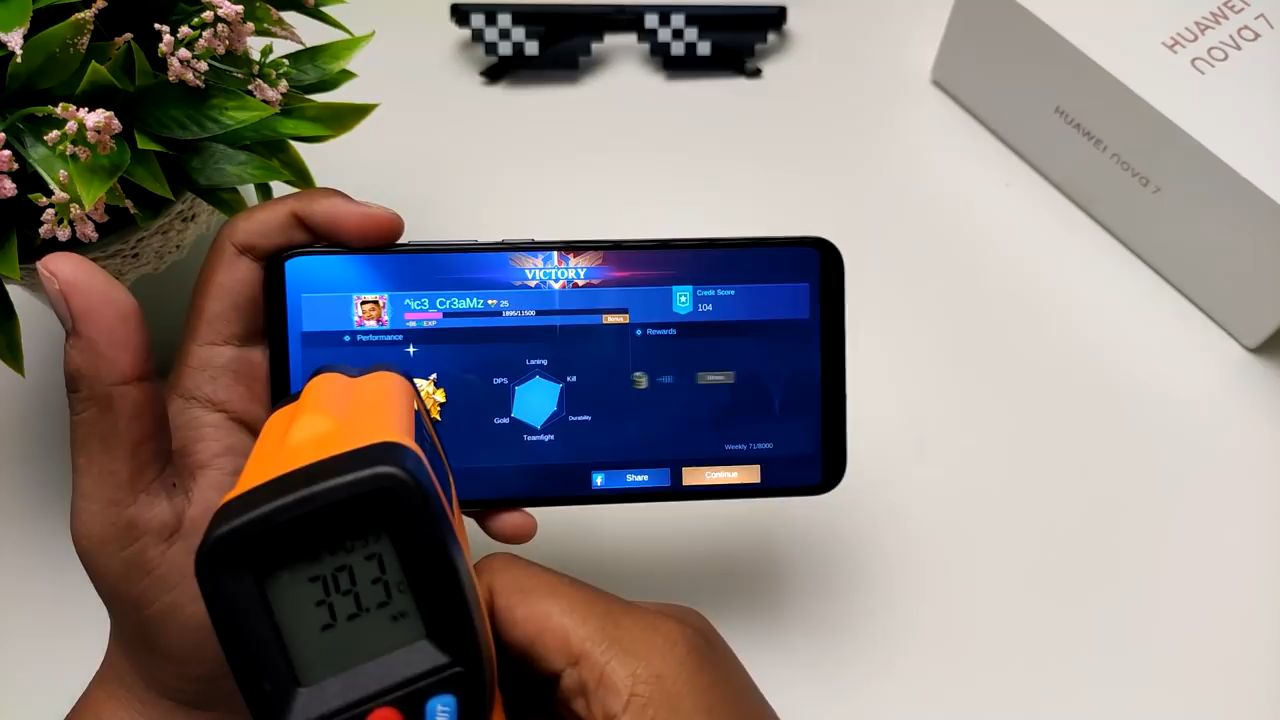 HUAWEI
nova 7
HUAWEI nova 7
VICTORY
^ic3_Cr3aMz 25
1895/11500
EXP
Bonus
Credit Score
104
Performance
Rewards
Laning
DPS
Kill
Gold
Durability
Teamfight
Weekly 71/8000
Share
Continue
39.3